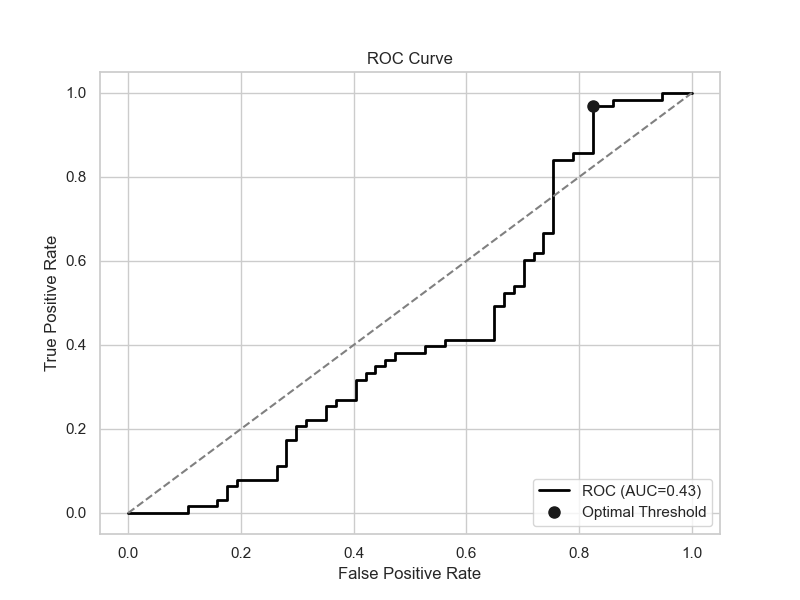 ROC Curve
1.0
0.8
0.6
0.4
0.2
0.0
True Positive Rate
0.0 0.2 0.4 0.6 0.8 1.0
False Positive Rate
ROC (AUC=0.43)
Optimal Threshold